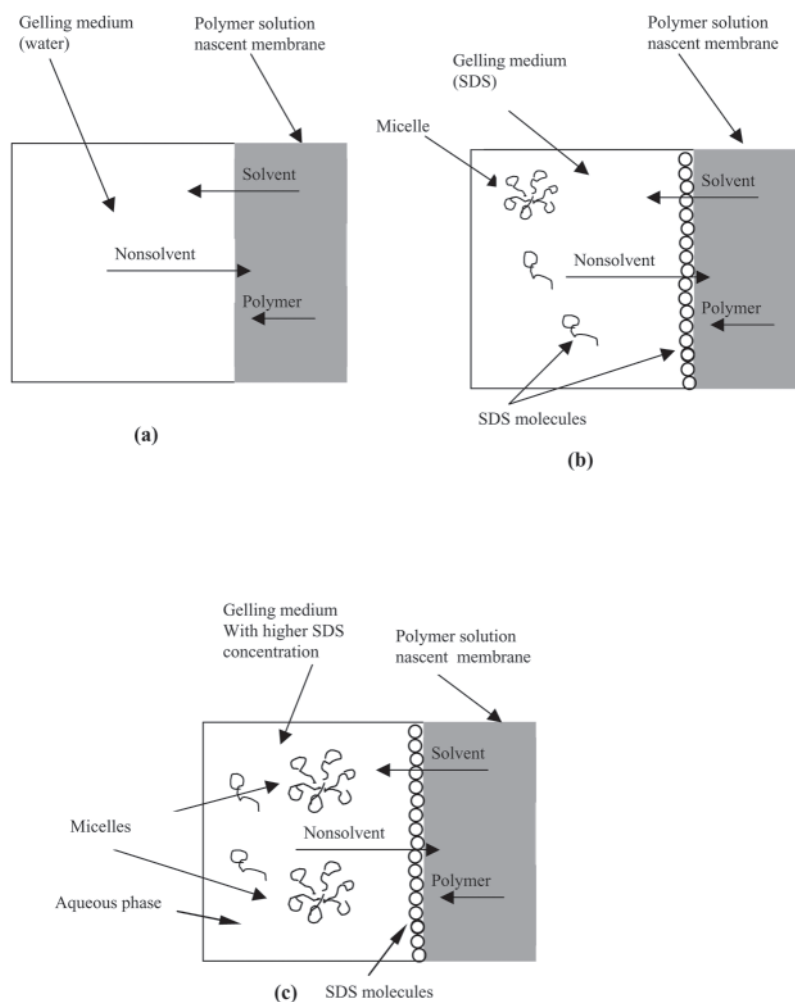 Gelling medium
(water)
Polymer solution
nascent membrane
Solvent
Nonsolvent
Polymer
(a)
Polymer solution
nascent membrane
Gelling medium
(SDS)
Micelle
Solvent
Nonsolvent
Polymer
SDS molecules
(b)
Gelling medium
With higher SDS
concentration
Polymer solution
nascent membrane
Solvent
Micelles
Nonsolvent
Polymer
Aqueous phase
(c)
SDS molecules